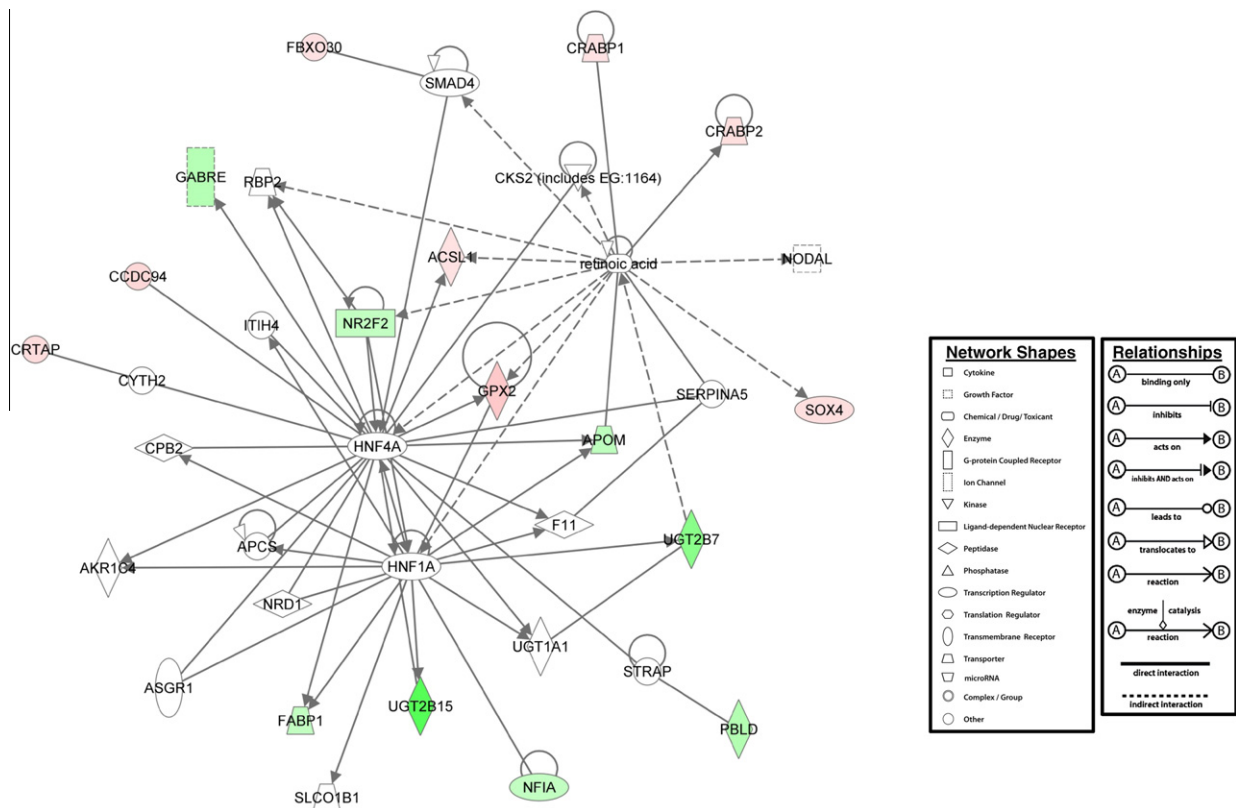 FBXO30
CRABP1
SMAD4
CRABP2
GABRE
RBP2
CKS2 (includes EG:1164)
CCDC94
ACSL1
retinoic acid
NODAL
ITIH4
NR2F2
CRTAP
CYTH2
GPX2
SERPINA5
SOX4
CPB2
HNF4A
APOM
F11
APCS
UGT2B7
AKR1C4
HNF1A
NRD1
UGT1A1
STRAP
ASGR1
FABP1
UGT2B15
PBLD
SLCO1B1
NFIA
Network Shapes
Cytokine
Growth Factor
Chemical / Drug/ Toxicant
Enzyme
G-protein Coupled Receptor
Ion Channel
Kinase
Ligand-dependent Nuclear Receptor
Peptidase
Phosphatase
Transcription Regulator
Translation Regulator
Transmembrane Receptor
Transporter
microRNA
Complex / Group
Other
Relationships
A B
binding only
A B
inhibits
A B
acts on
A B
inhibits AND acts on
A B
leads to
A B
translocates to
A B
reaction
enzyme catalysis
A B
reaction
direct interaction
indirect interaction